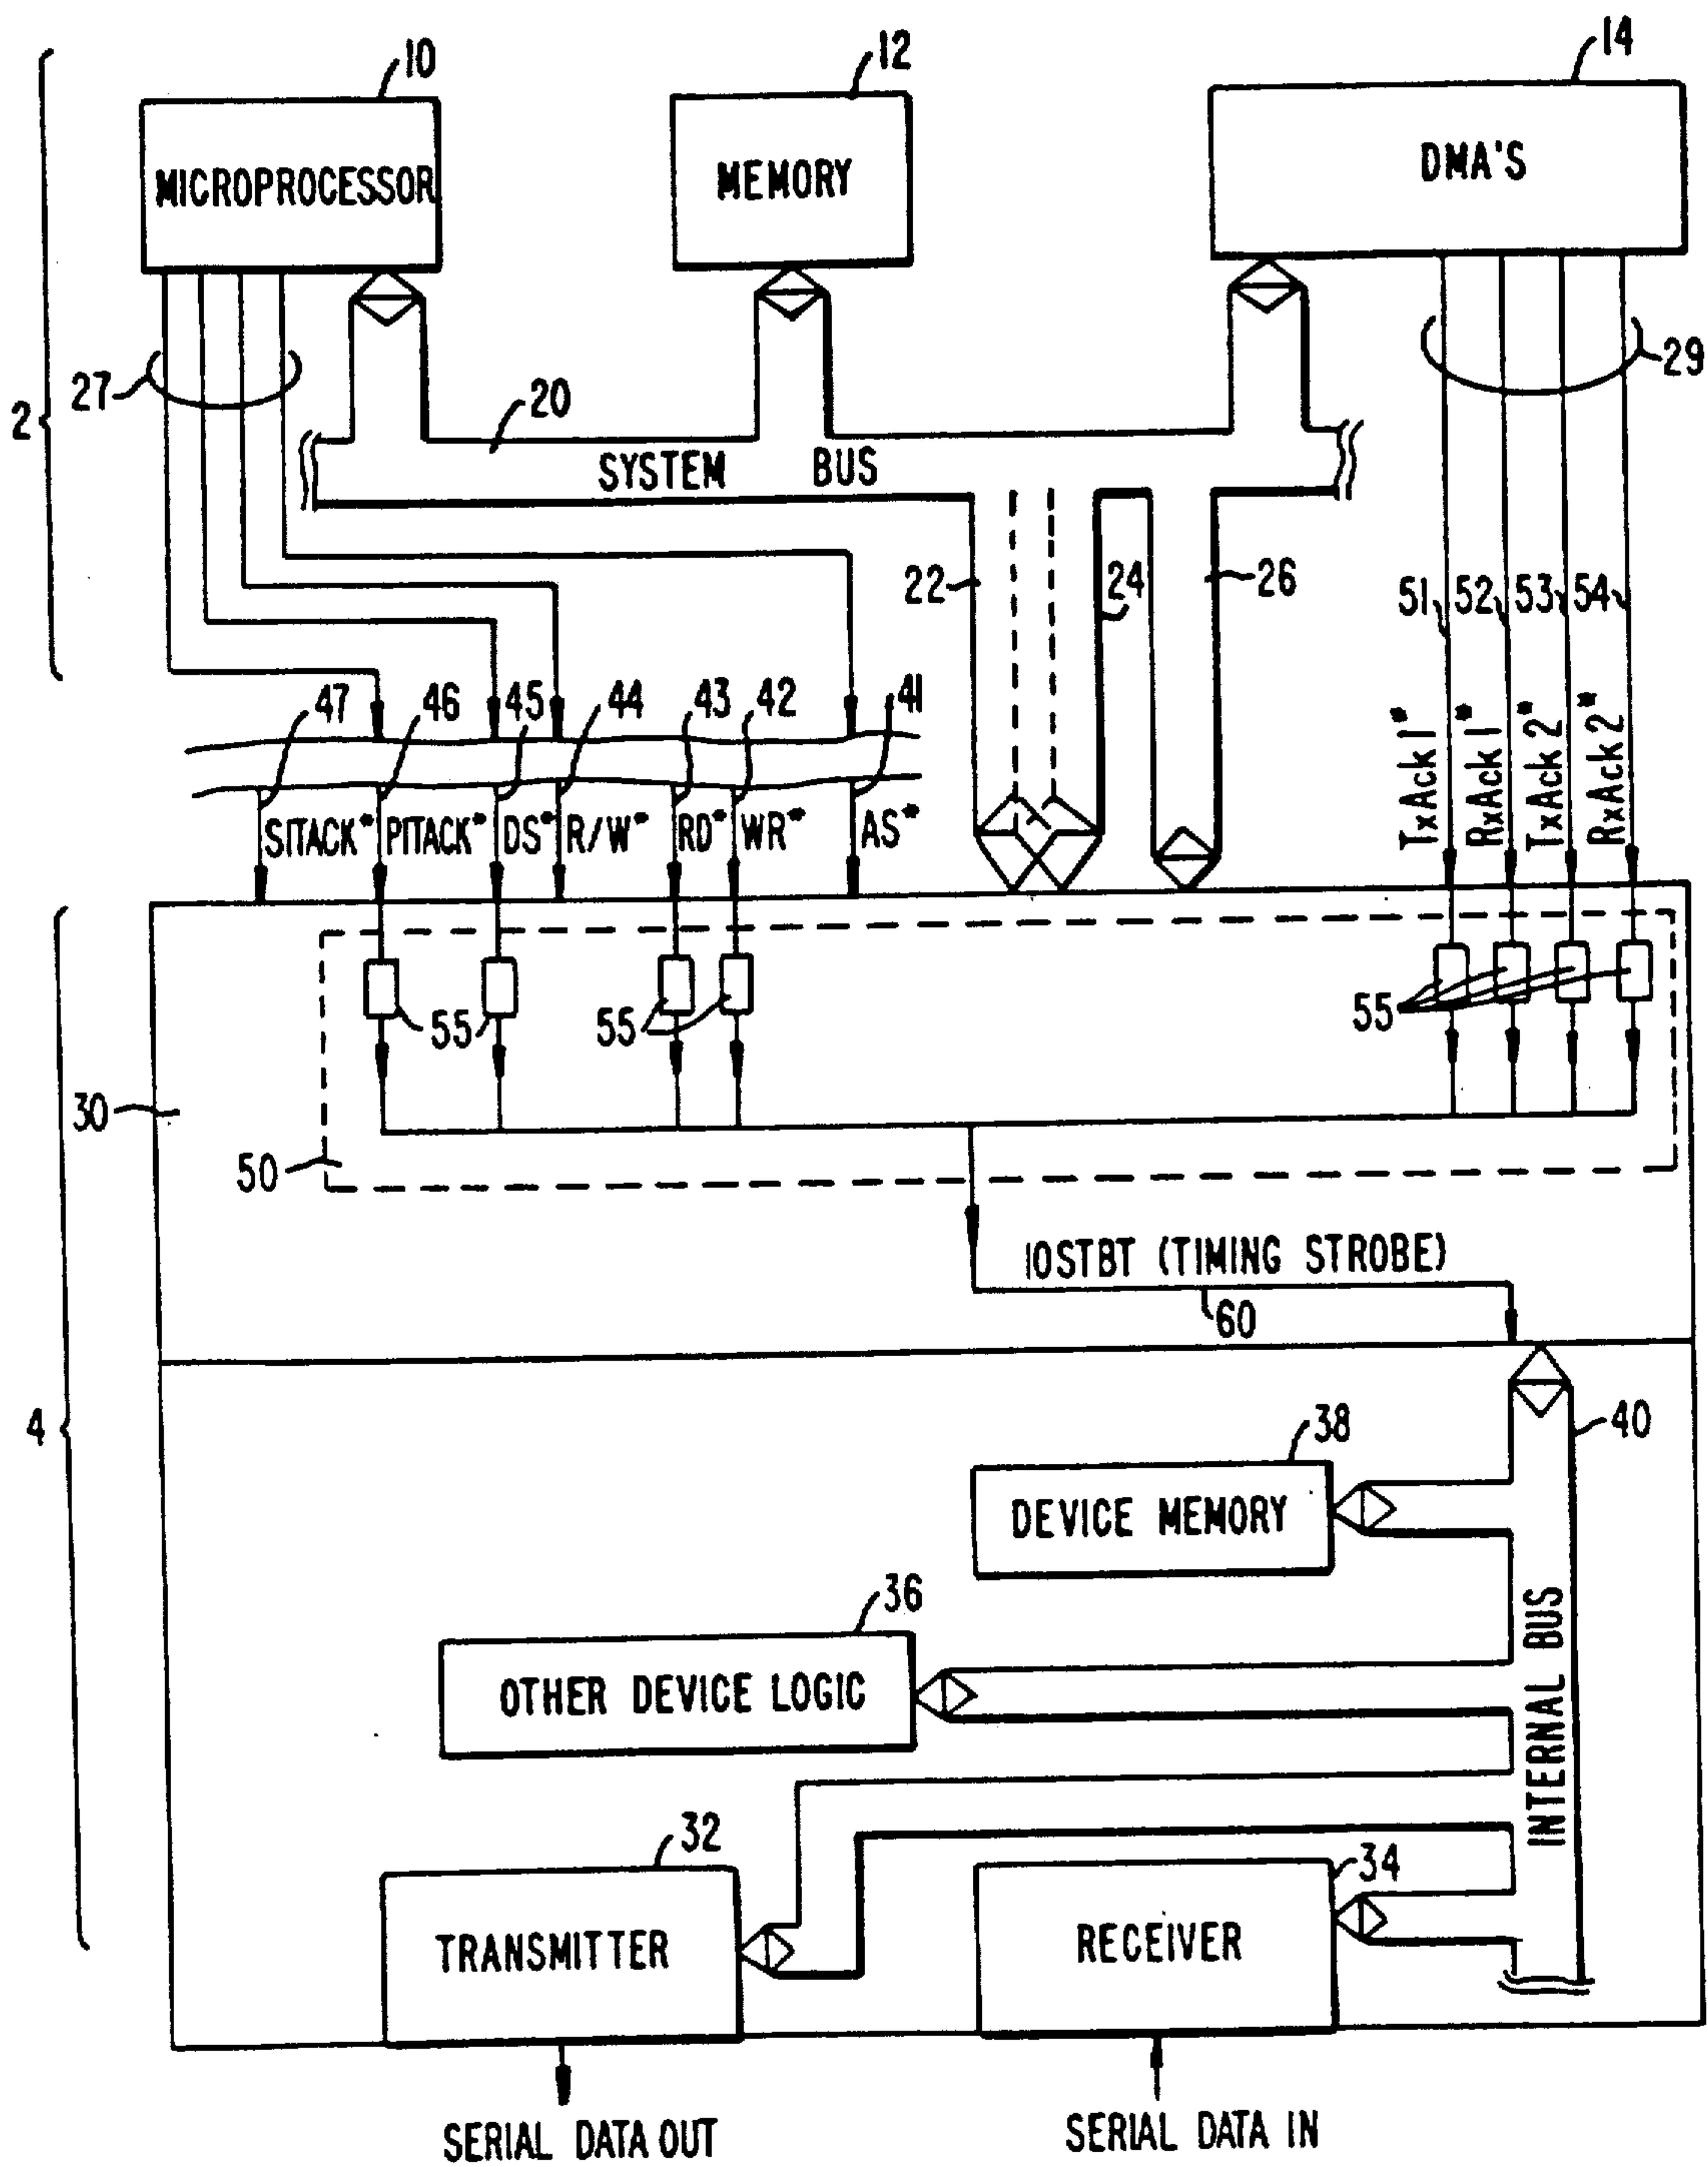 10
12
14
MICROPROCESSOR
MEMORY
DMA'S
27
29
2
20
SYSTEM BUS
22
24
26
51
52
53
54
47
46
45
44
43
42
41
SITACK*
PITACK*
DS*
R/W*
RD*
WR*
AS*
TxAck 1*
RxAck 1*
TxAck 2*
RxAck 2*
55
55
55
30
50
IOSTBT (TIMING STROBE)
60
4
38
40
DEVICE MEMORY
36
OTHER DEVICE LOGIC
INTERNAL BUS
32
34
TRANSMITTER
RECEIVER
SERIAL DATA OUT
SERIAL DATA IN